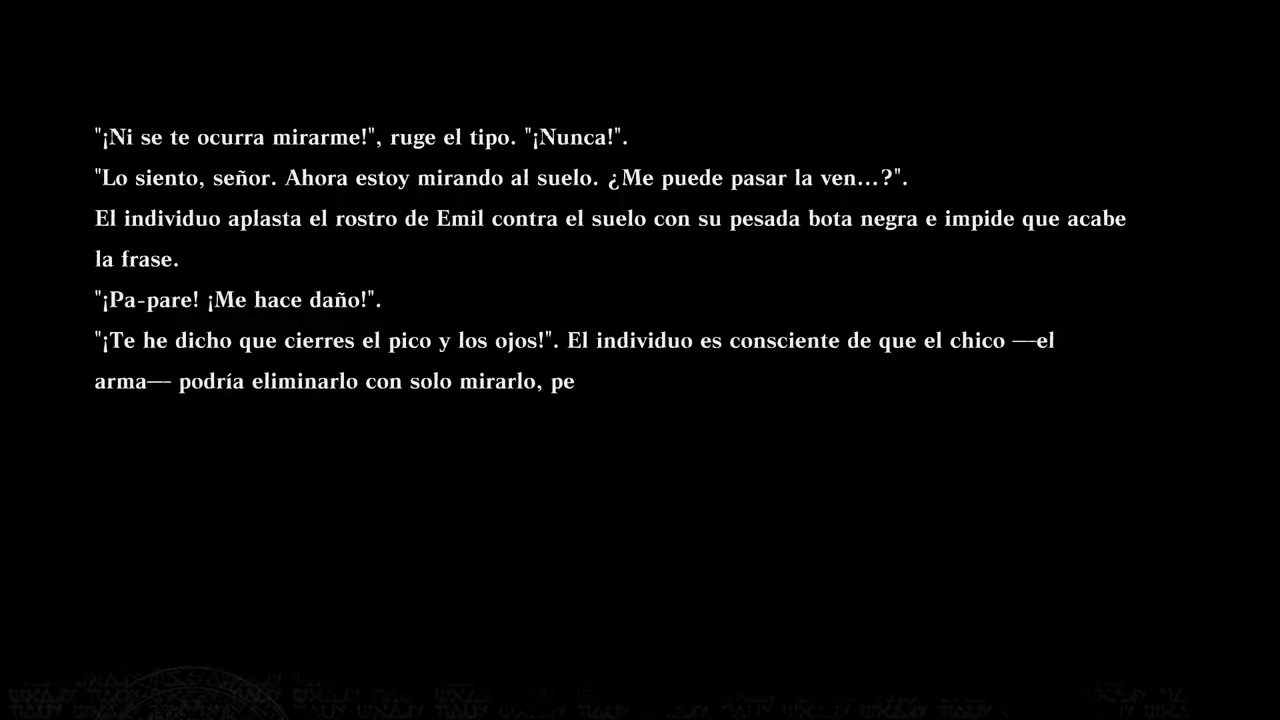 "¡Ni se te ocurra mirarme!", ruge el tipo. "¡Nunca!".
"Lo siento, señor. Ahora estoy mirando al suelo. ¿Me puede pasar la ven...?".
El individuo aplasta el rostro de Emil contra el suelo con su pesada bota negra e impide que acabe
la frase.
"¡Pa-pare! ¡Me hace daño!".
"¡Te he dicho que cierres el pico y los ojos!". El individuo es consciente de que el chico —el
arma— podría eliminarlo con solo mirarlo, pe